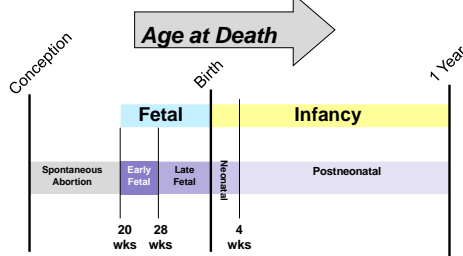 Age at Death
Conception
Birth
1 Year
Fetal
Infancy
Spontaneous
Abortion
Early
Fetal
Late
Fetal
Neonatal
Postneonatal
20
wks
28
wks
4
wks